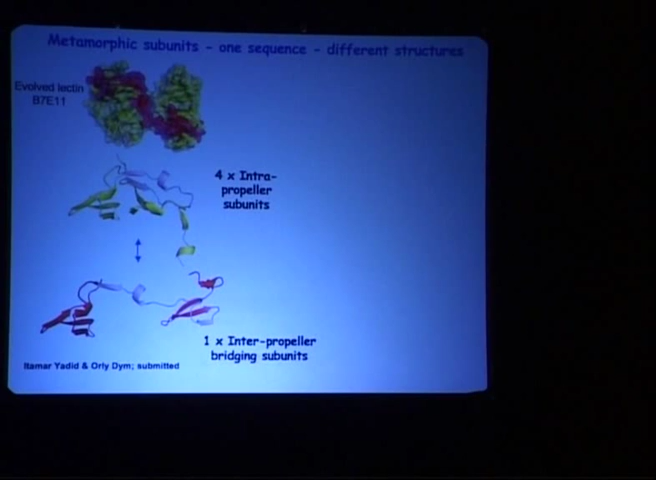 Metamorphic subunits - one sequence - different structures
Evolved lectin
B7E11
4 x Intra-
propeller
subunits
1 x Inter-propeller
bridging subunits
Itamar Yadid & Orly Dym; submitted